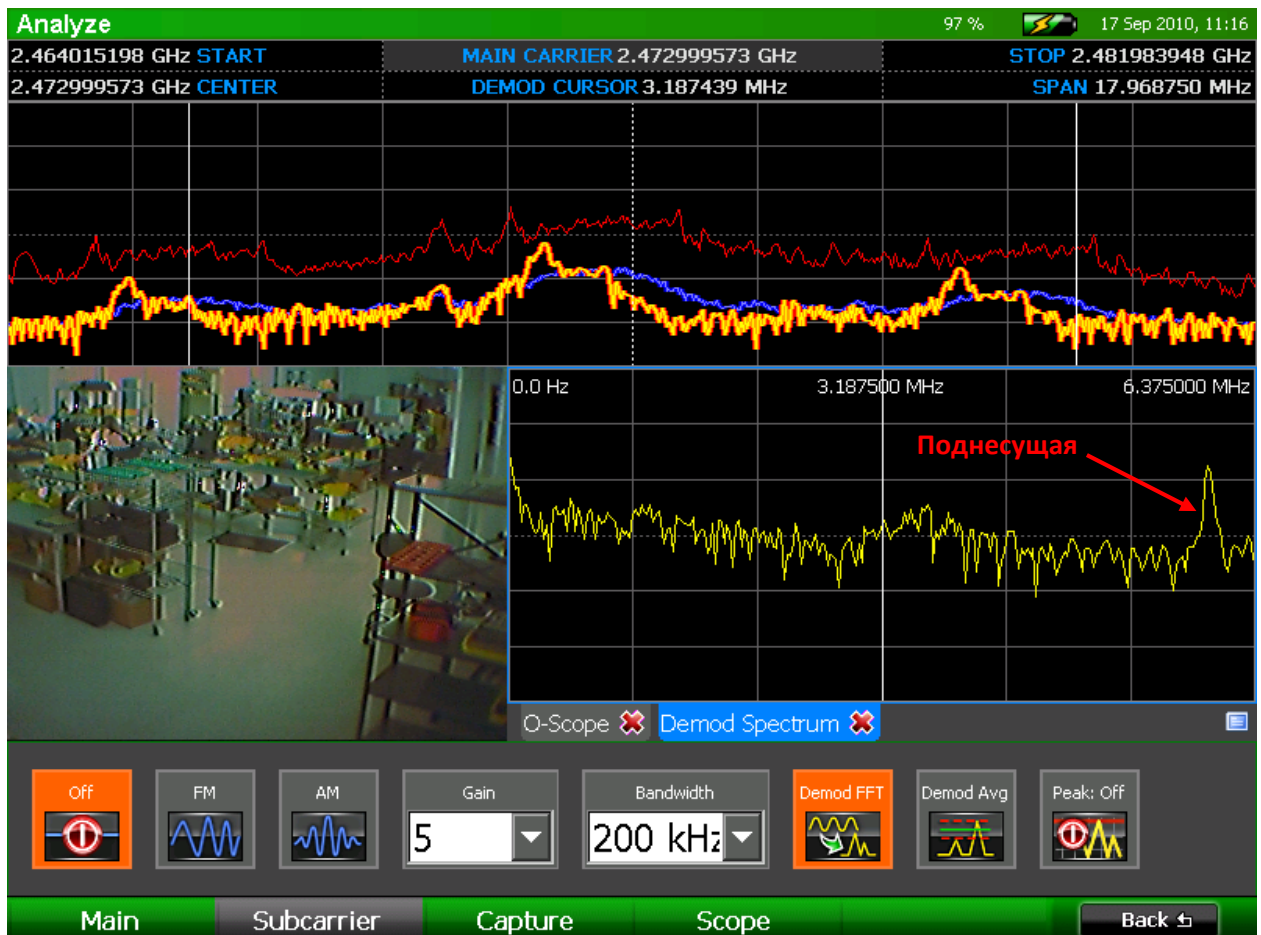 Analyze 97 % 17 Sep 2010, 11:16
2.464015198 GHz START MAIN CARRIER 2.472999573 GHz STOP 2.481983948 GHz
2.472999573 GHz CENTER DEMOD CURSOR 3.187439 MHz SPAN 17.968750 MHz
0.0 Hz 3.187500 MHz 6.375000 MHz
Поднесущая
O-Scope Demod Spectrum
Off FM AM Gain Bandwidth Demod FFT Demod Avg Peak: Off
5 200 kHz
Main Subcarrier Capture Scope Back